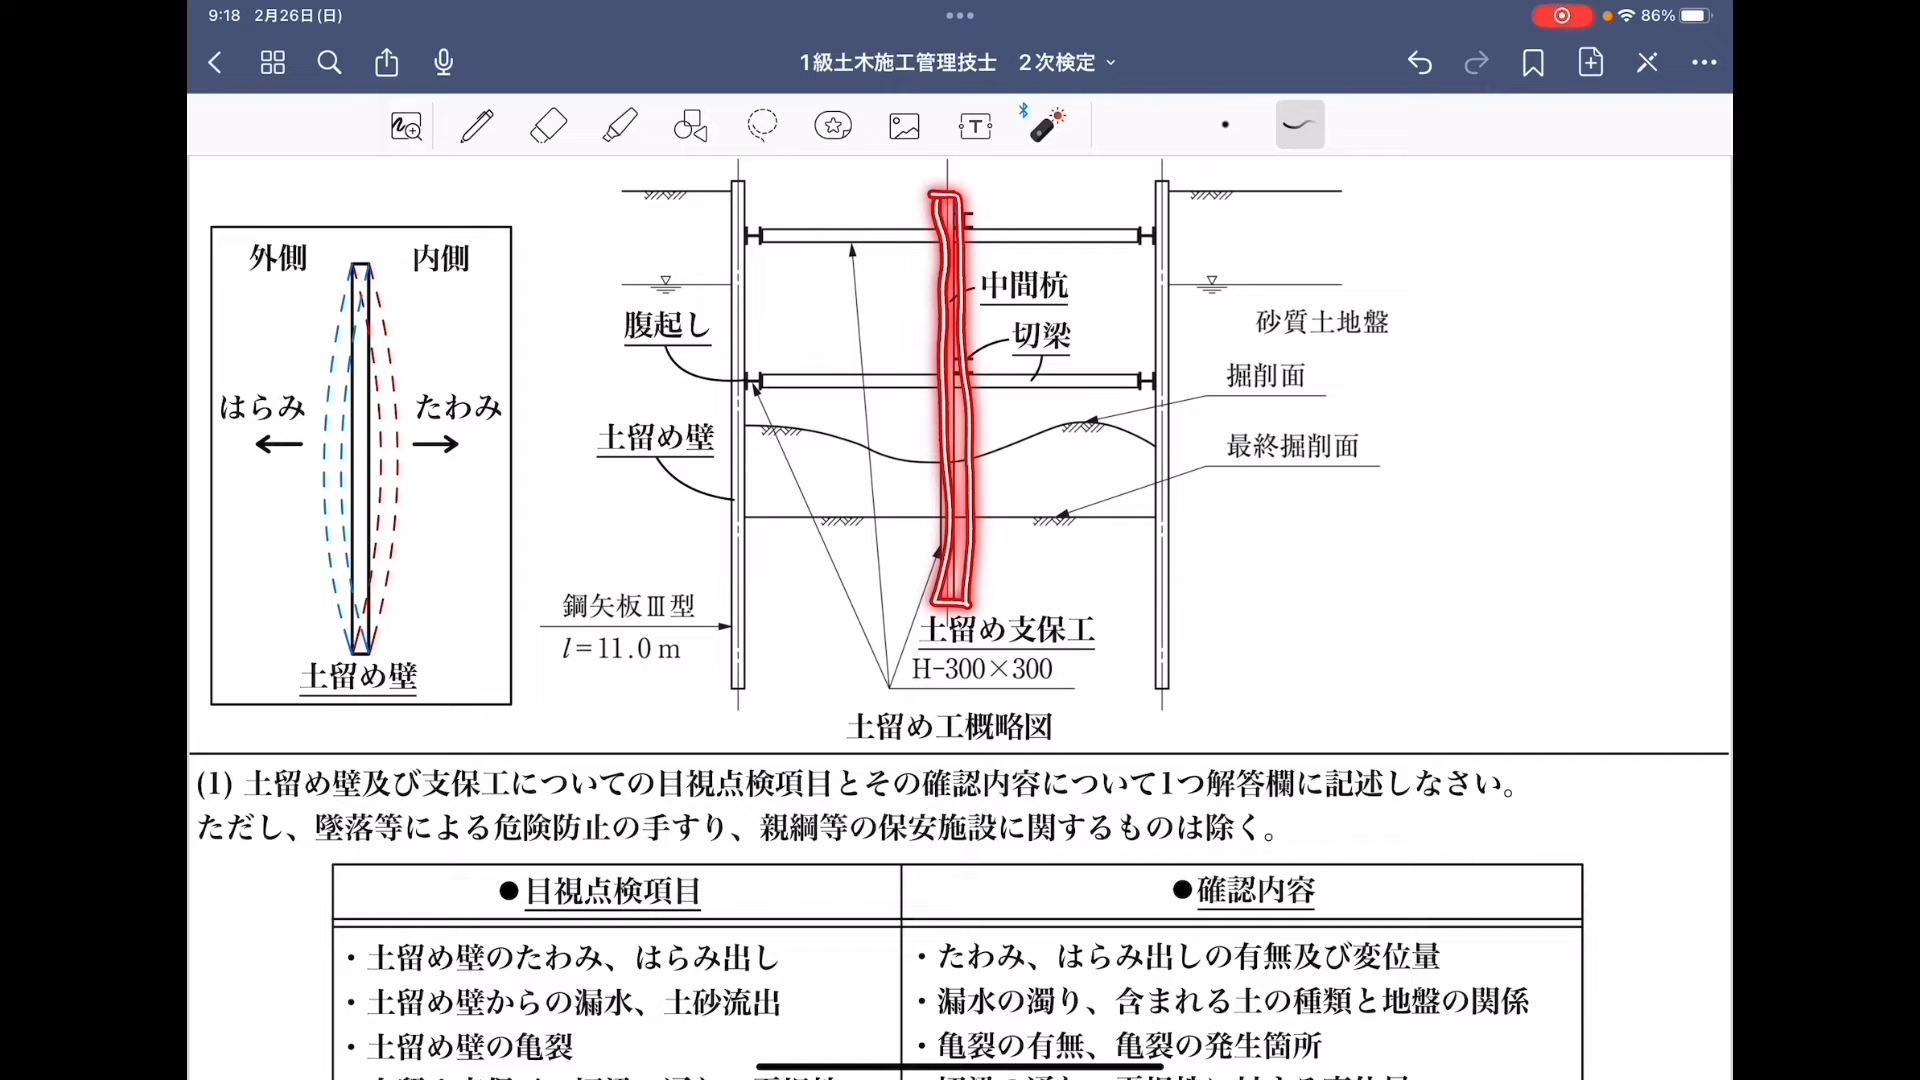 9:18 2月26日(日)
86%
1級土木施工管理技士 2次検定
外側 内側
はらみ たわみ
土留め壁
腹起し
土留め壁
中間杭
切梁
砂質土地盤
掘削面
最終掘削面
鋼矢板Ⅲ型
l=11.0m
土留め支保工
H-300×300
土留め工概略図
(1) 土留め壁及び支保工についての目視点検項目とその確認内容について1つ解答欄に記述しなさい。
ただし、墜落等による危険防止の手すり、親綱等の保安施設に関するものは除く。
●目視点検項目 ●確認内容
・土留め壁のたわみ、はらみ出し ・たわみ、はらみ出しの有無及び変位量
・土留め壁からの漏水、土砂流出 ・漏水の濁り、含まれる土の種類と地盤の関係
・土留め壁の亀裂 ・亀裂の有無、亀裂の発生箇所